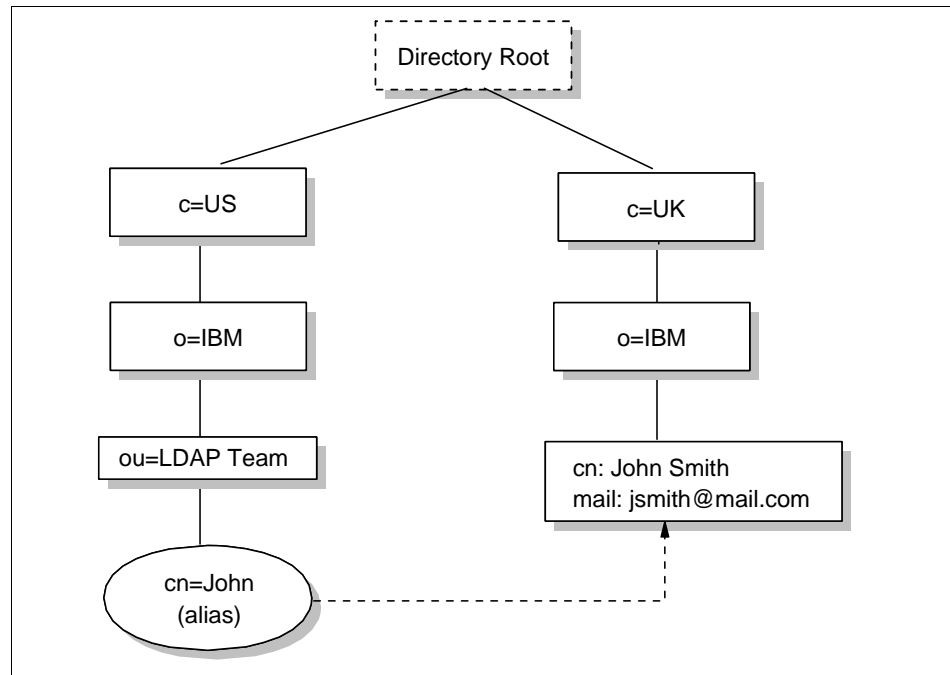 Directory Root
c=US
c=UK
o=IBM
o=IBM
ou=LDAP Team
cn: John Smith
mail: jsmith@mail.com
cn=John
(alias)